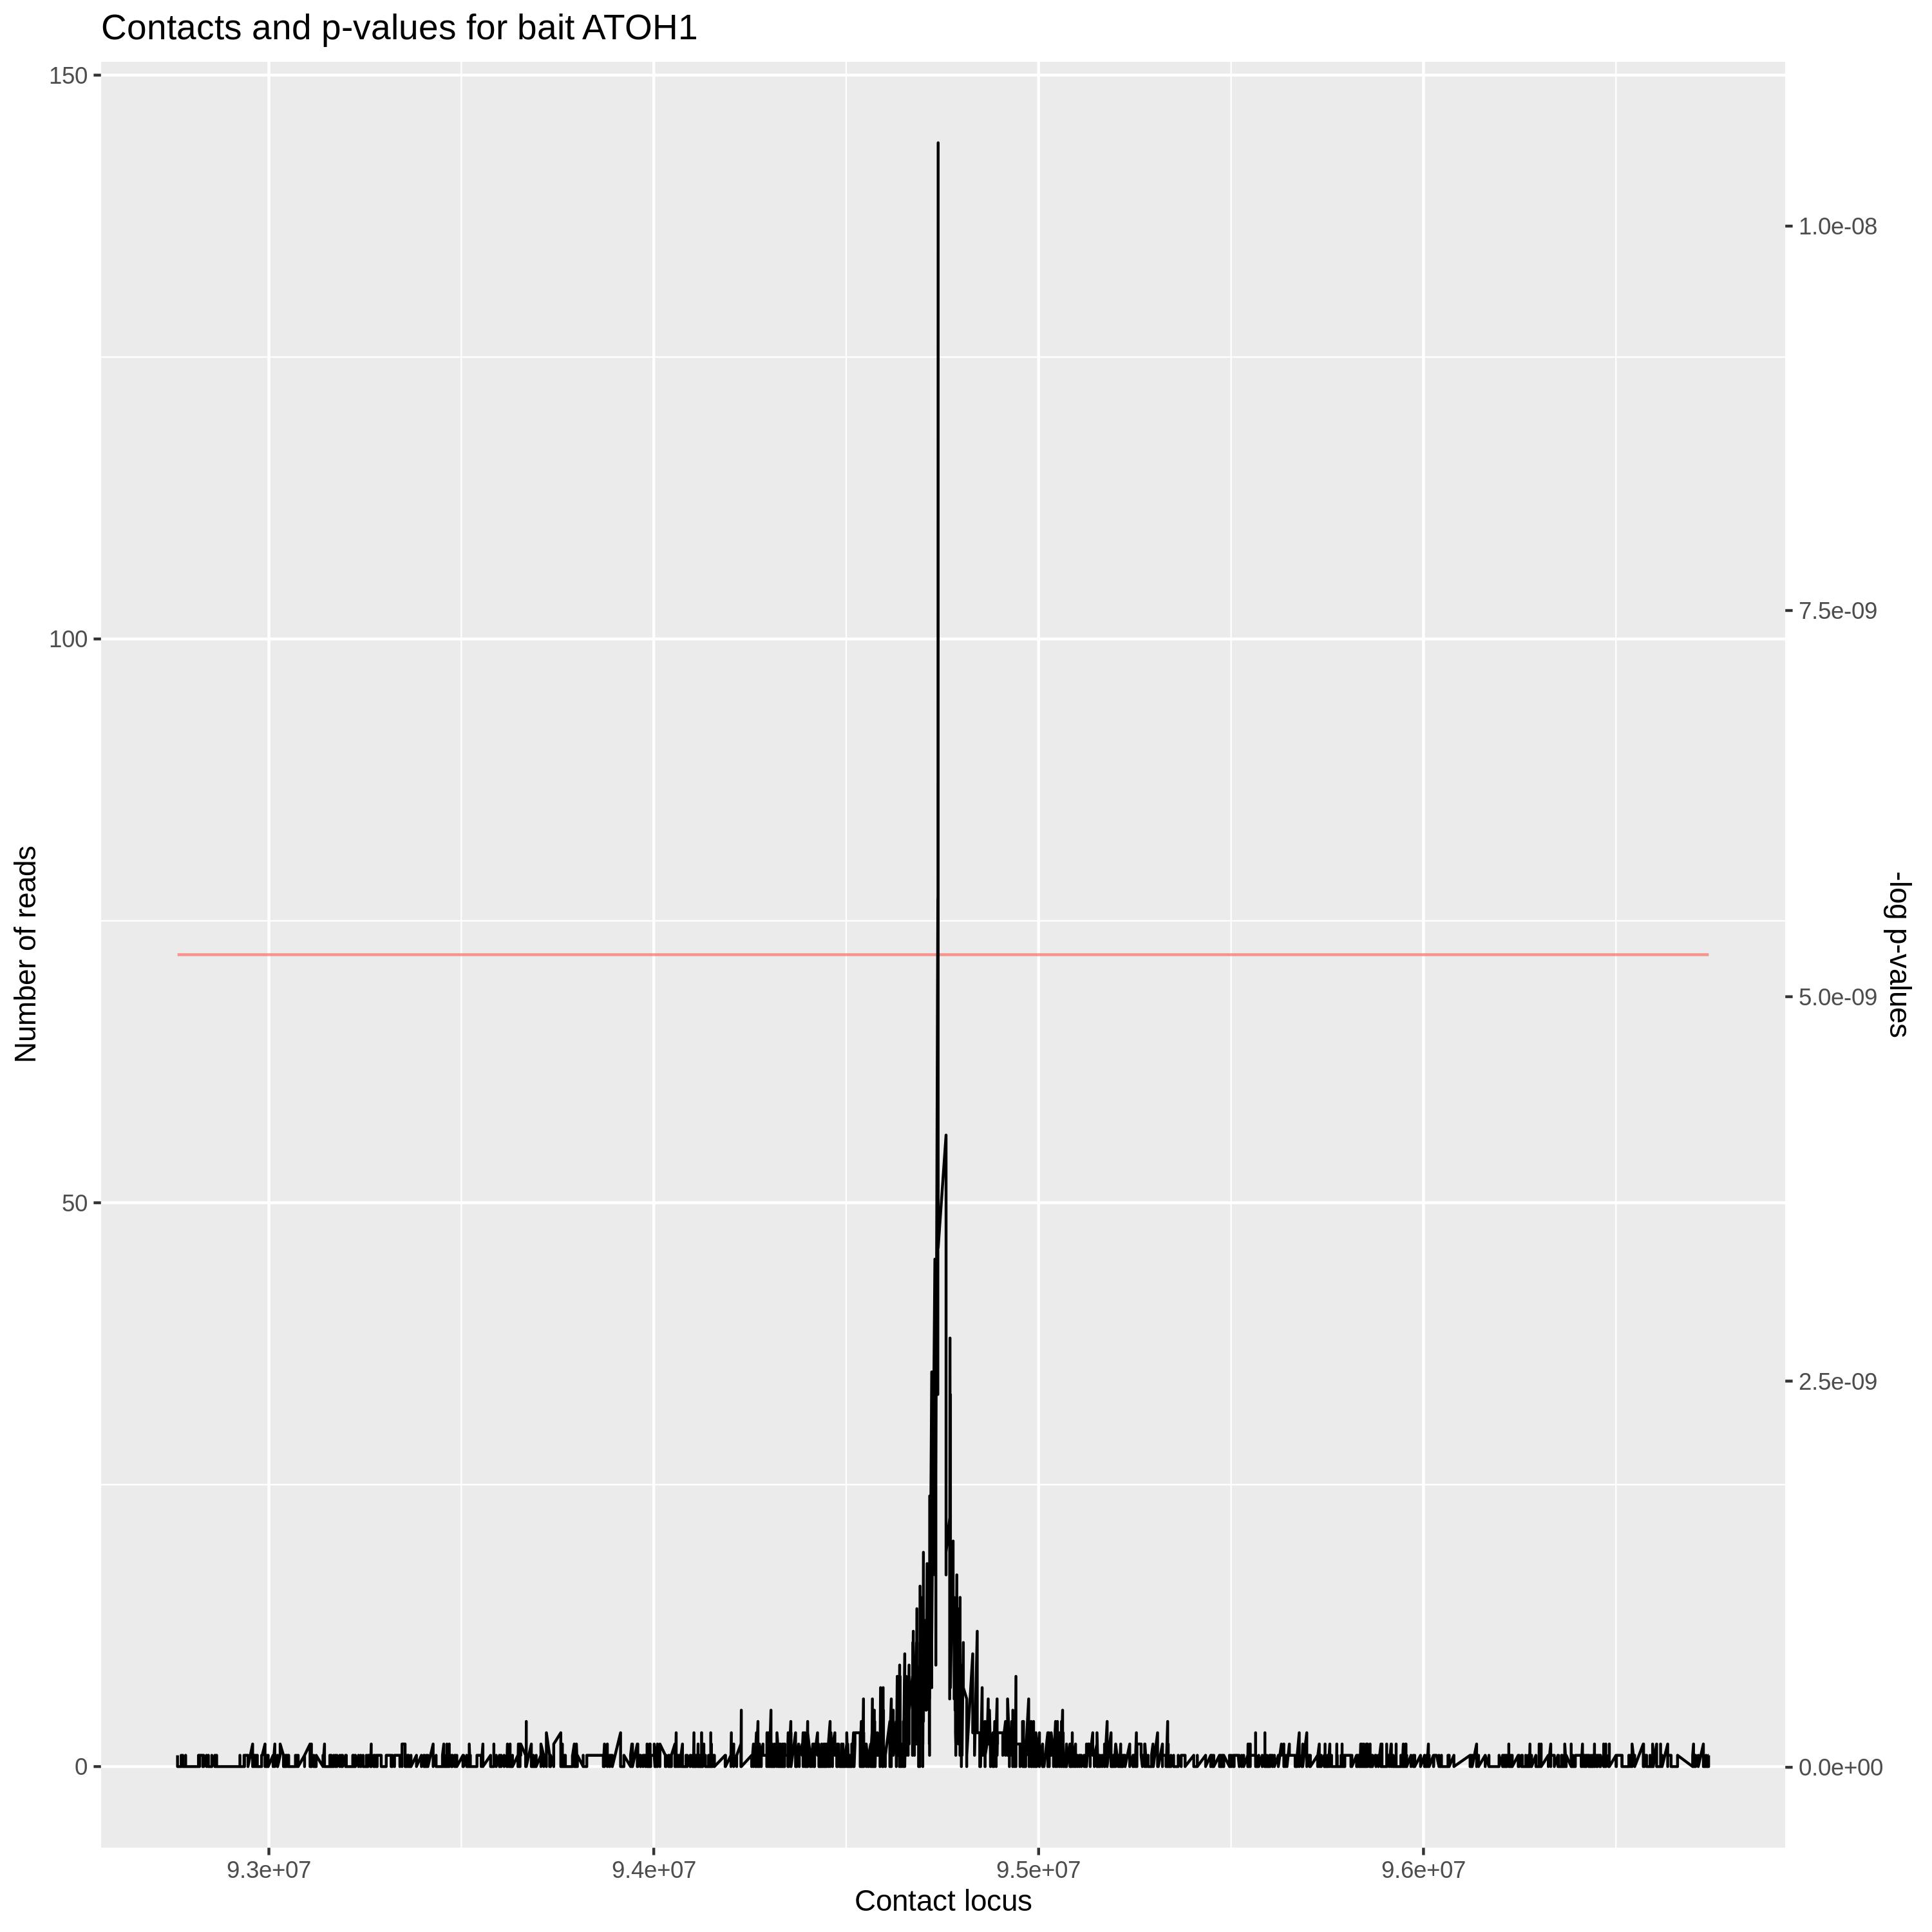 Contacts and p-values for bait ATOH1
150
100
50
0
Number of reads
1.0e-08
7.5e-09
5.0e-09
2.5e-09
0.0e+00
-log p-values
9.3e+07
9.4e+07
9.5e+07
9.6e+07
Contact locus